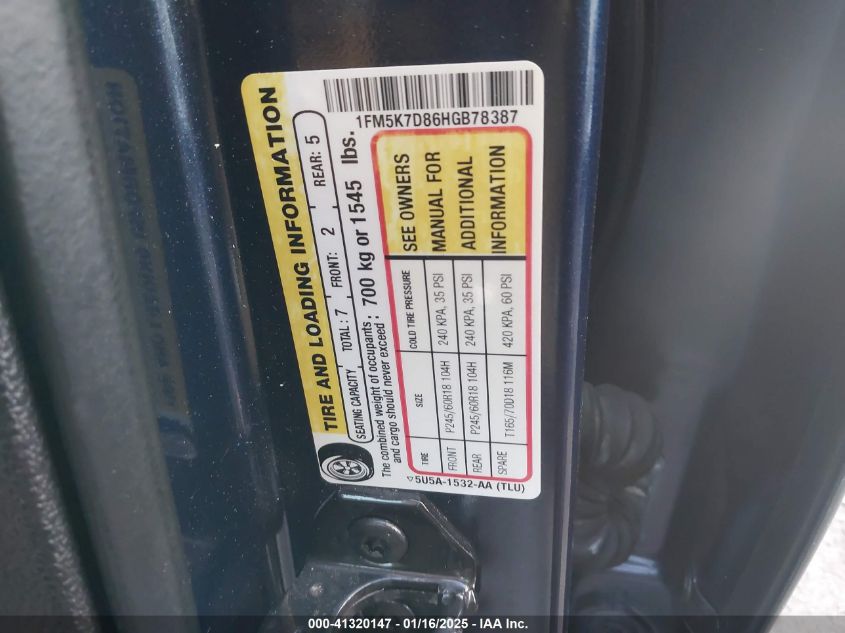 TIRE AND LOADING INFORMATION
SEATING CAPACITY TOTAL: 7 FRONT: 2 REAR: 5
The combined weight of occupants and cargo should never exceed: 700 kg or 1545 lbs.
TIRE SIZE COLD TIRE PRESSURE
FRONT P245/60R18 104H 240 KPA, 35 PSI
REAR P245/60R18 104H 240 KPA, 35 PSI
SPARE T165/70D18 116M 420 KPA, 60 PSI
SEE OWNERS
MANUAL FOR
ADDITIONAL
INFORMATION
5U5A-1532-AA (TLU)
1FM5K7D86HGB78387
000-41320147 - 01/16/2025 - IAA Inc.